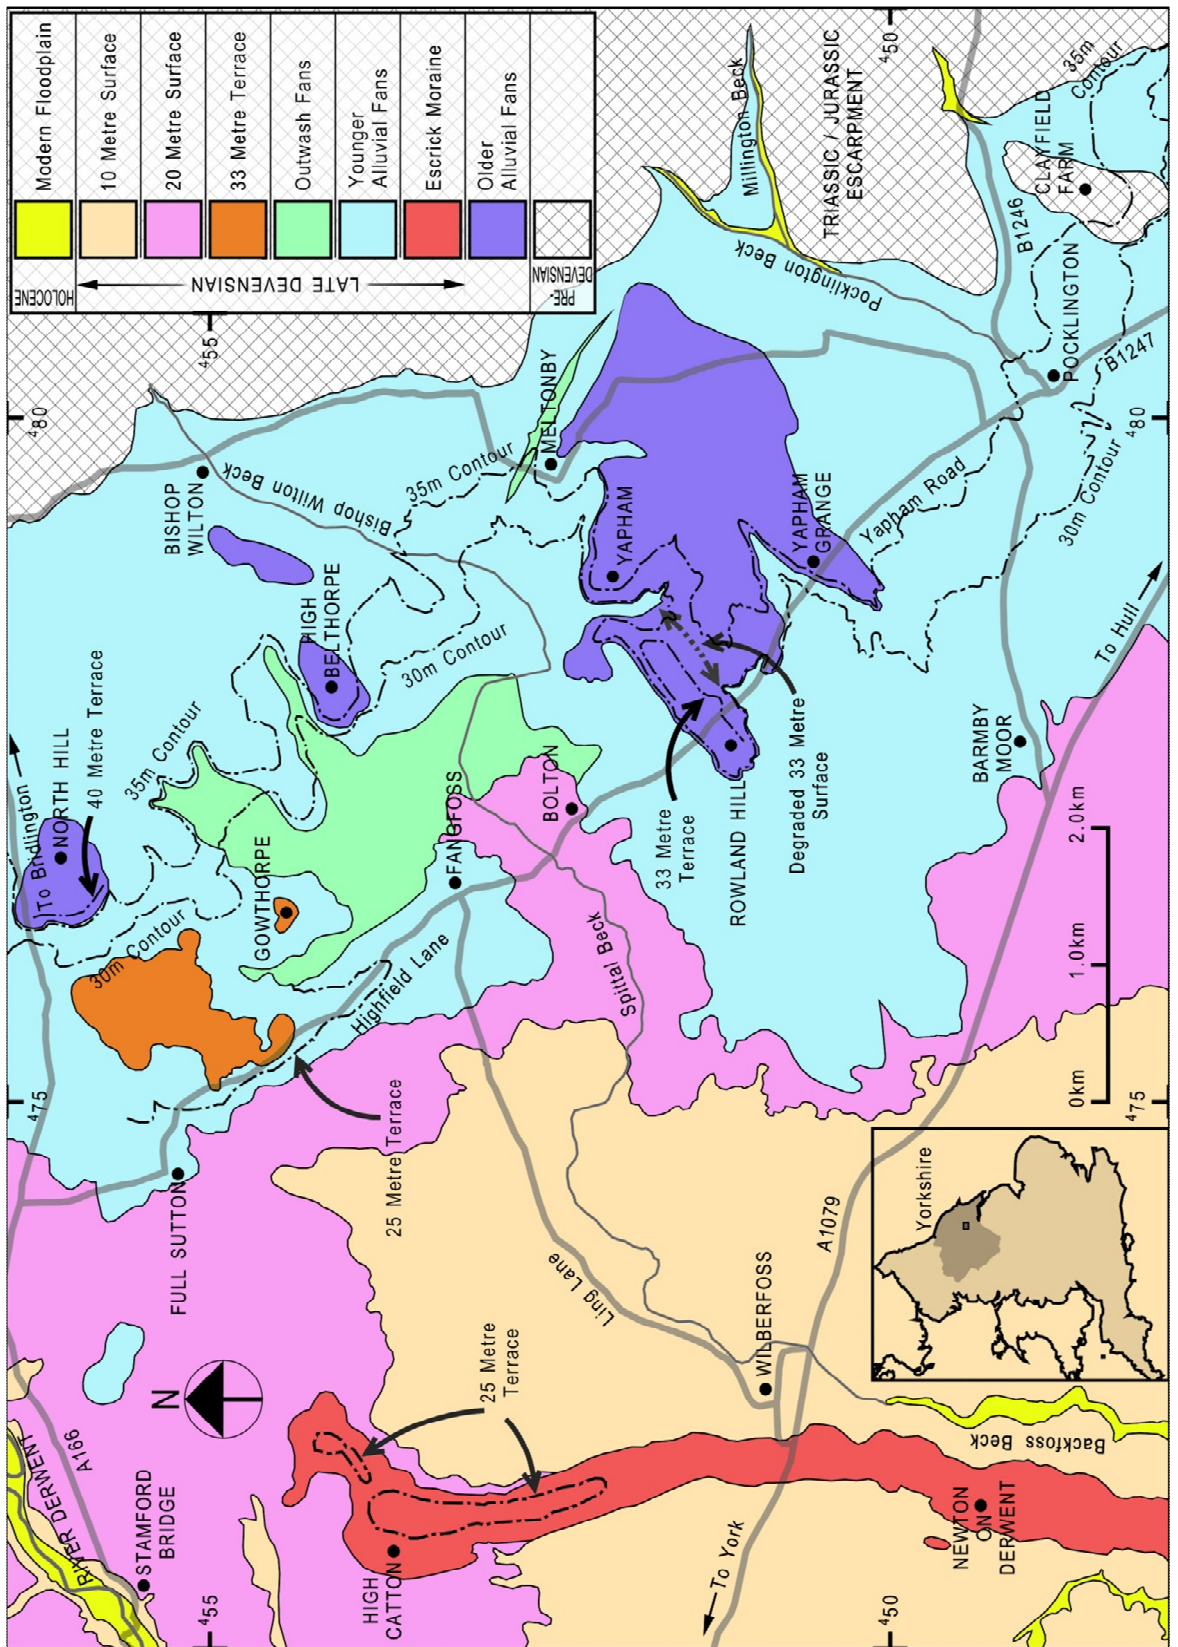 HOLOCENE
LATE DEVENSIAN
PRE-
DEVENSIAN
Modern Floodplain
10 Metre Surface
20 Metre Surface
33 Metre Terrace
Outwash Fans
Younger
Alluvial Fans
Escrick Moraine
Older
Alluvial Fans
455
450
480
480
475
475
455
450
To Bridlington
NORTH HILL
40 Metre Terrace
35m Contour
30m Contour
GOWTHORPE
Highfield Lane
FANGFOSS
25 Metre Terrace
FULL SUTTON
BISHOP
WILTON
Bishop Wilton Beck
HIGH
BELTHORPE
35m Contour
30m Contour
MELTONBY
YAPHAM
YAPHAM
GRANGE
Yapham Road
BOLTON
33 Metre
Terrace
ROWLAND HILL
Degraded 33 Metre
Surface
Spittal Beck
Millington Beck
Pocklington Beck
TRIASSIC / JURASSIC
ESCARPMENT
B1246
CLAYFIELD
FARM
35m
Contour
POCKLINGTON
B1247
30m Contour
To Hull
BARMBY
MOOR
0km
1.0km
2.0km
Yorkshire
A1079
WILBERFOSS
Ling Lane
25 Metre
Terrace
N
RIVER DERWENT
A166
STAMFORD
BRIDGE
HIGH
CATTON
To York
Backfoss Beck
NEWTON
ON
DERWENT